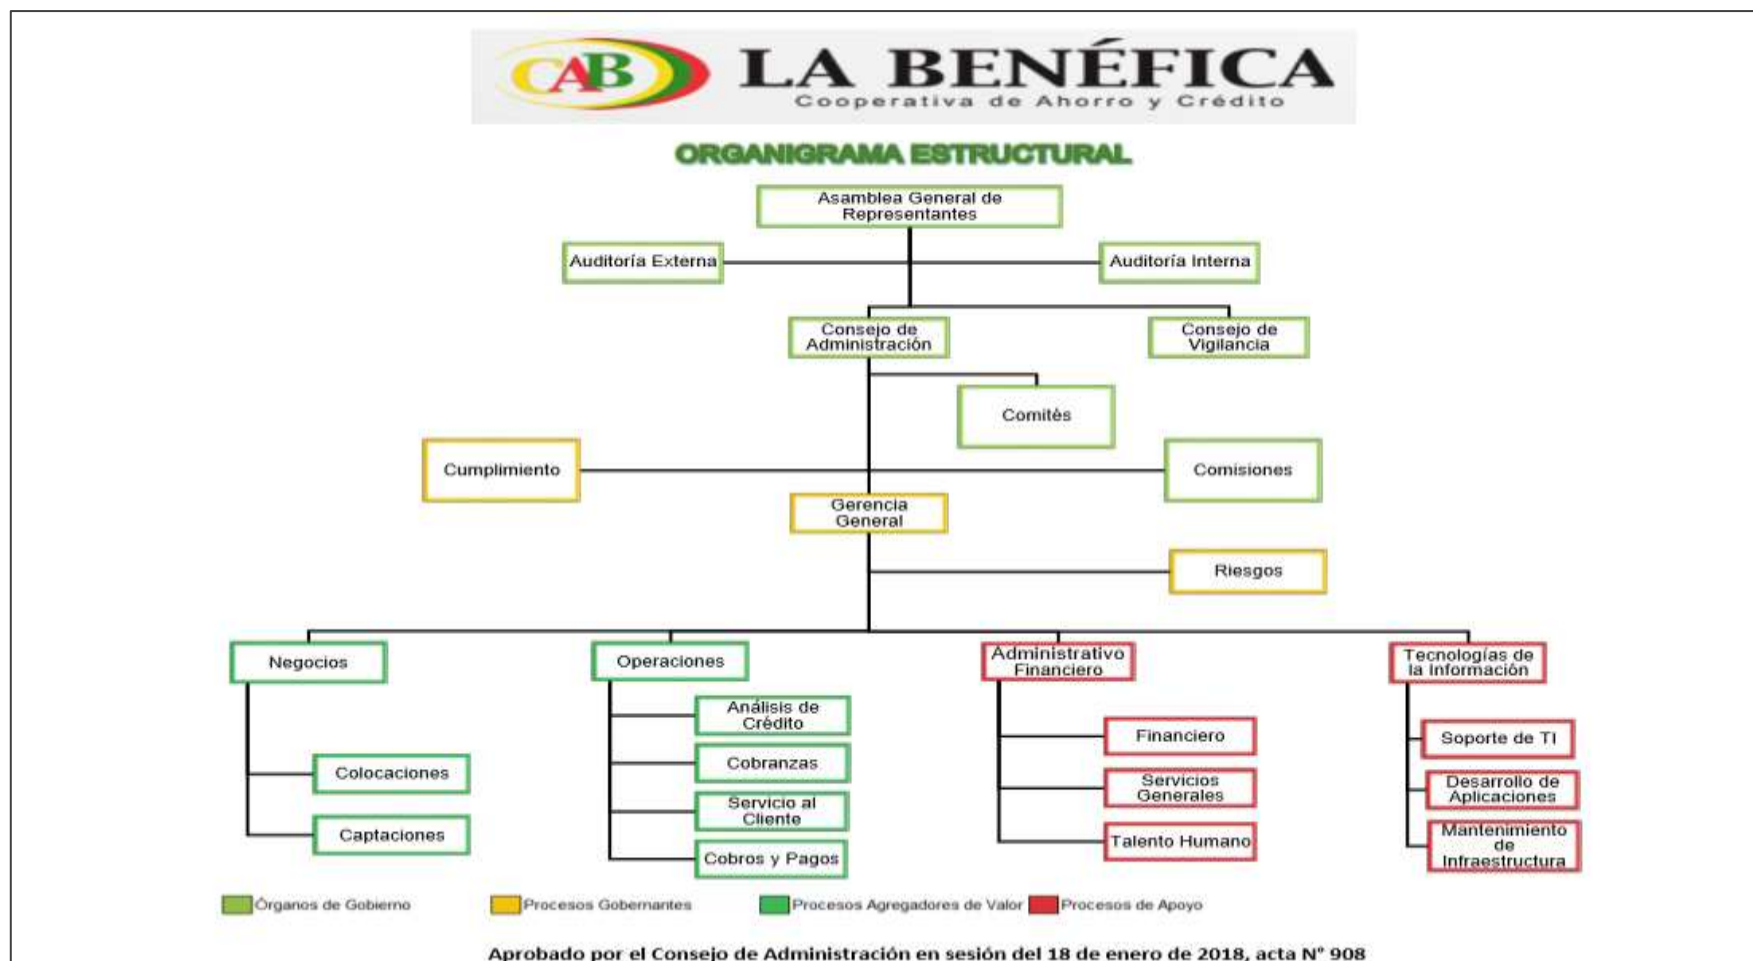 CAB LA BENÉFICA
Cooperativa de Ahorro y Crédito
ORGANIGRAMA ESTRUCTURAL
Asamblea General de
Representantes
Auditoría Externa
Auditoría Interna
Consejo de
Administración
Consejo de
Vigilancia
Comités
Cumplimiento
Comisiones
Gerencia
General
Riesgos
Negocios
Operaciones
Administrativo
Financiero
Tecnologías de
la Información
Análisis de
Crédito
Financiero
Soporte de TI
Colocaciones
Cobranzas
Servicios
Generales
Desarrollo de
Aplicaciones
Captaciones
Servicio al
Cliente
Talento Humano
Mantenimiento
de
Infraestructura
Cobros y Pagos
Órganos de Gobierno
Procesos Gobernantes
Procesos Agregadores de Valor
Procesos de Apoyo
Aprobado por el Consejo de Administración en sesión del 18 de enero de 2018, acta N° 908